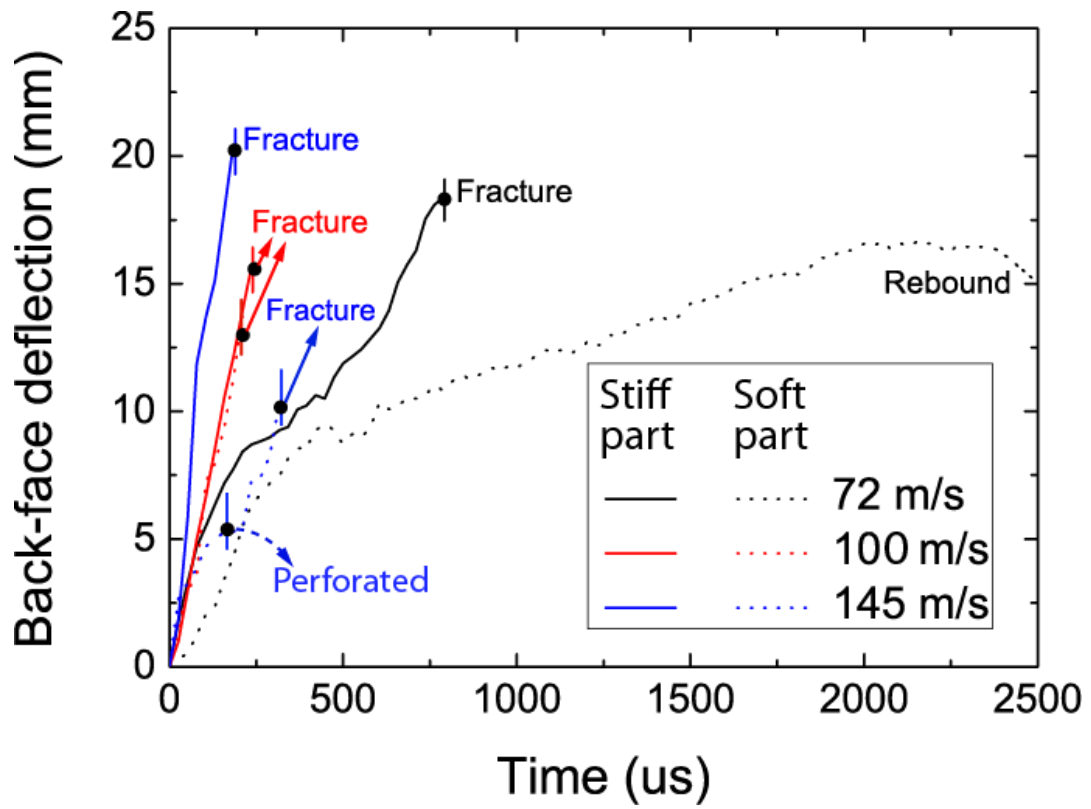 Back-face deflection (mm)
25
20
15
10
5
0
Fracture
Fracture
Fracture
Fracture
Rebound
Perforated
Stiff part
Soft part
72 m/s
100 m/s
145 m/s
0
500
1000
1500
2000
2500
Time (us)